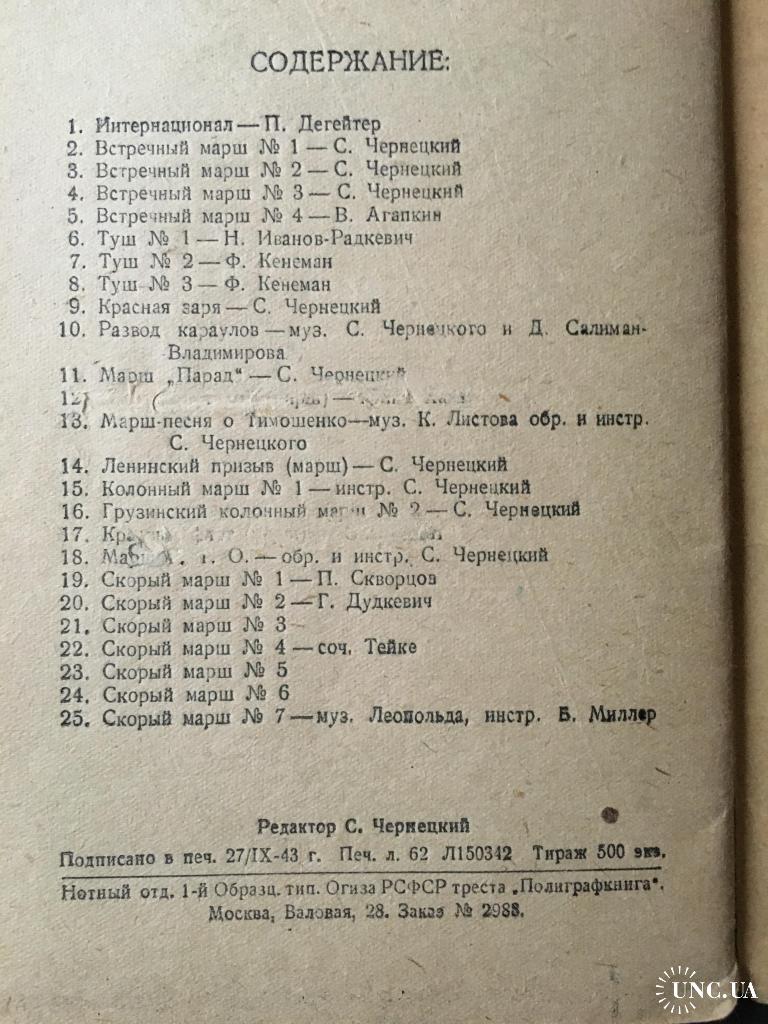 СОДЕРЖАНИЕ:
1. Интернационал — П. Дегейтер
2. Встречный марш № 1 — С. Чернецкий
3. Встречный марш № 2 — С. Чернецкий
4. Встречный марш № 3 — С. Чернецкий
5. Встречный марш № 4 — В. Агапкин
6. Туш № 1 — Н. Иванов-Радкевич
7. Туш № 2 — Ф. Кенеман
8. Туш № 3 — Ф. Кенеман
9. Красная заря — С. Чернецкий
10. Развод караулов — муз. С. Чернецкого и Д. Салиман-
Владимирова
11. Марш „Парад“ — С. Чернецкий
12
13. Марш-песня о Тимошенко — муз. К. Листова обр. и инстр.
С. Чернецкого
14. Ленинский призыв (марш) — С. Чернецкий
15. Колонный марш № 1 — инстр. С. Чернецкий
16. Грузинский колонный марш № 2 — С. Чернецкий
17.
18. О. — обр. и инстр. С. Чернецкий
19. Скорый марш № 1 — П. Скворцов
20. Скорый марш № 2 — Г. Дудкевич
21. Скорый марш № 3
22. Скорый марш № 4 — соч. Тейке
23. Скорый марш № 5
24. Скорый марш № 6
25. Скорый марш № 7 — муз. Леопольда, инстр. Б. Миллер
Редактор С. Чернецкий
Подписано в печ. 27/IX-43 г. Печ. л. 62 Л150342 Тираж 500 экз.
Нотный отд. 1-й Образц. тип. Огиза РСФСР треста „Полиграфкнига“.
Москва, Валовая, 28. Заказ № 2988.
UNC.UA